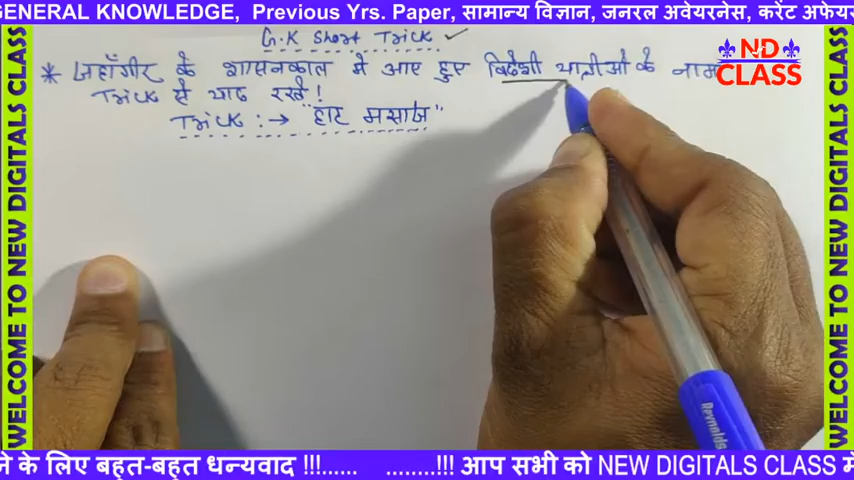 GENERAL KNOWLEDGE, Previous Yrs. Paper, सामान्य विज्ञान, जनरल अवेयरनेस, करेंट अफेयर
G.K Short Trick ✓
* जहाँगीर के शासनकाल मे आए हुए विदेशी यात्रीओ के नाम
Trick से याद रखे!
Trick :→ "हाट मसाज"
ND
CLASS
WELCOME TO NEW DIGITALS CLASS
WELCOME TO NEW DIGITALS CLASS
Reynolds
ने के लिए बहुत-बहुत धन्यवाद !!!...... ........!!! आप सभी को NEW DIGITALS CLASS में